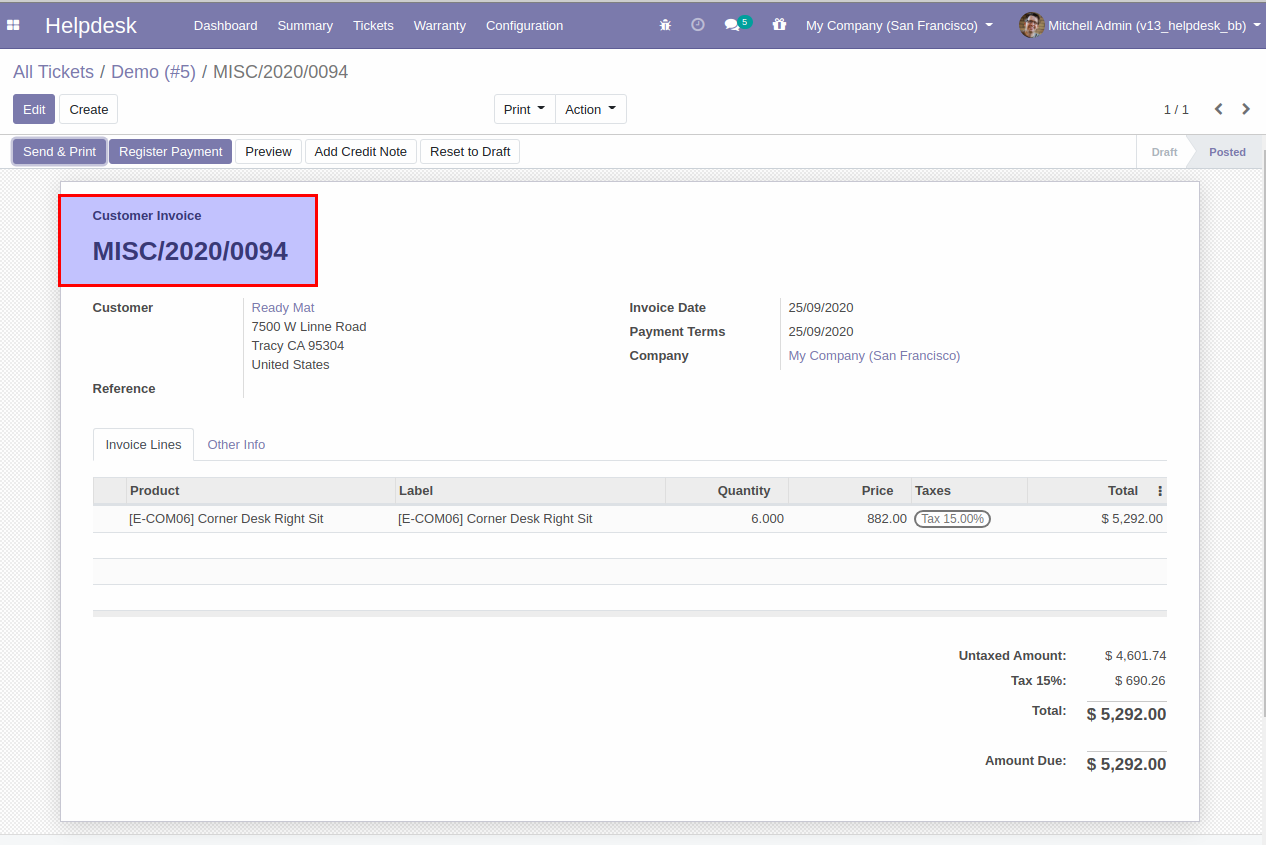 Helpdesk Dashboard Summary Tickets Warranty Configuration 5 My Company (San Francisco) Mitchell Admin (v13_helpdesk_bb)
All Tickets / Demo (#5) / MISC/2020/0094
Edit Create Print Action 1 / 1
Send & Print Register Payment Preview Add Credit Note Reset to Draft Draft Posted
Customer Invoice
MISC/2020/0094
Customer Ready Mat Invoice Date 25/09/2020
7500 W Linne Road Payment Terms 25/09/2020
Tracy CA 95304 Company My Company (San Francisco)
United States
Reference
Invoice Lines Other Info
Product Label Quantity Price Taxes Total
[E-COM06] Corner Desk Right Sit [E-COM06] Corner Desk Right Sit 6.000 882.00 Tax 15.00% $ 5,292.00
Untaxed Amount: $ 4,601.74
Tax 15%: $ 690.26
Total: $ 5,292.00
Amount Due: $ 5,292.00